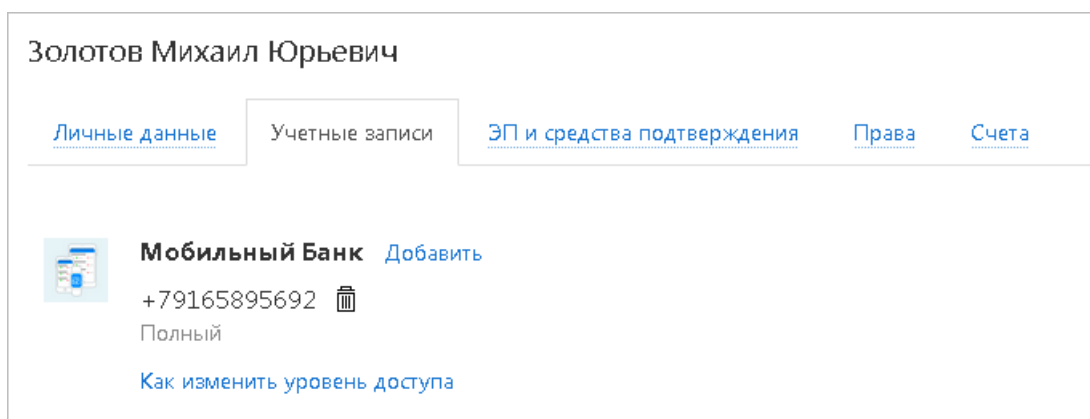 Золотов Михаил Юрьевич
Личные данные Учетные записи ЭП и средства подтверждения Права Счета
Мобильный Банк Добавить
+79165895692
Полный
Как изменить уровень доступа